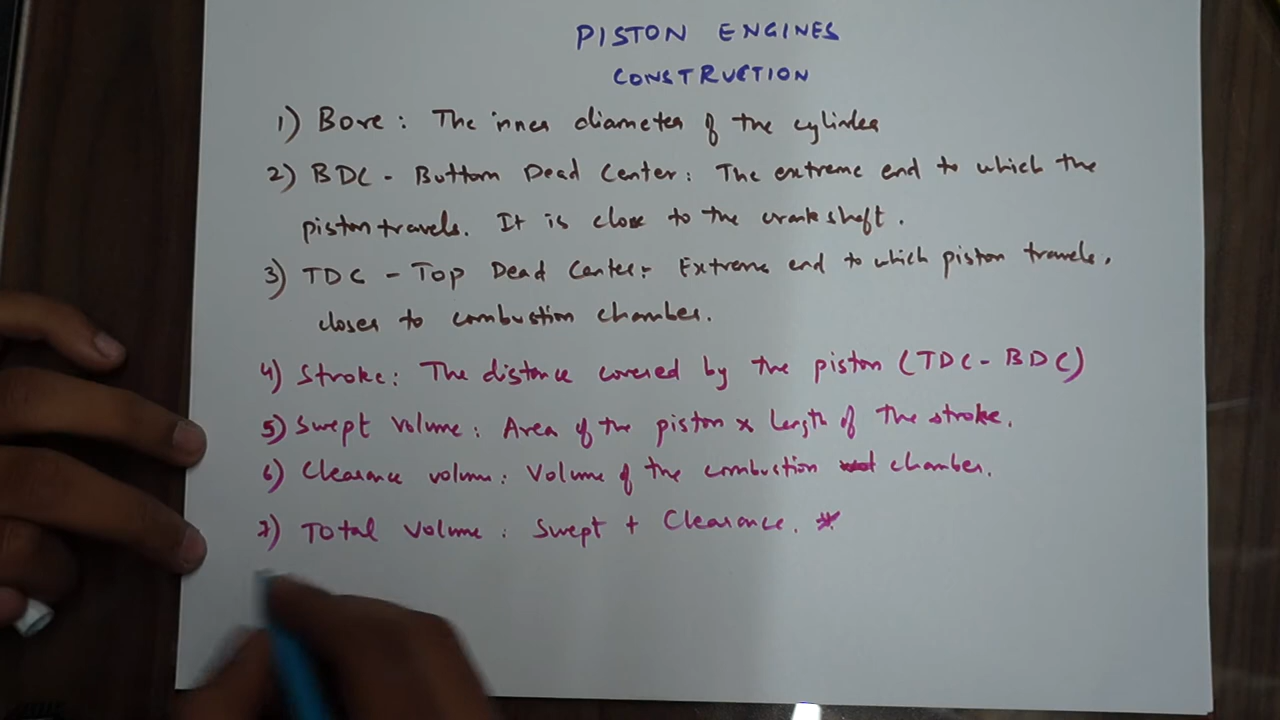 PISTON ENGINES
CONSTRUCTION
1) Bore : The inner diameter of the cylinder
2) BDC - Bottom Dead Center : The extreme end to which the
piston travels. It is close to the crankshaft.
3) TDC - Top Dead Center : Extreme end to which piston travels,
closer to combustion chamber.
4) Stroke : The distance covered by the piston (TDC - BDC)
5) Swept Volume : Area of the piston x Length of the stroke.
6) Clearance volume : Volume of the combustion chamber.
7) Total Volume : Swept + Clearance. *